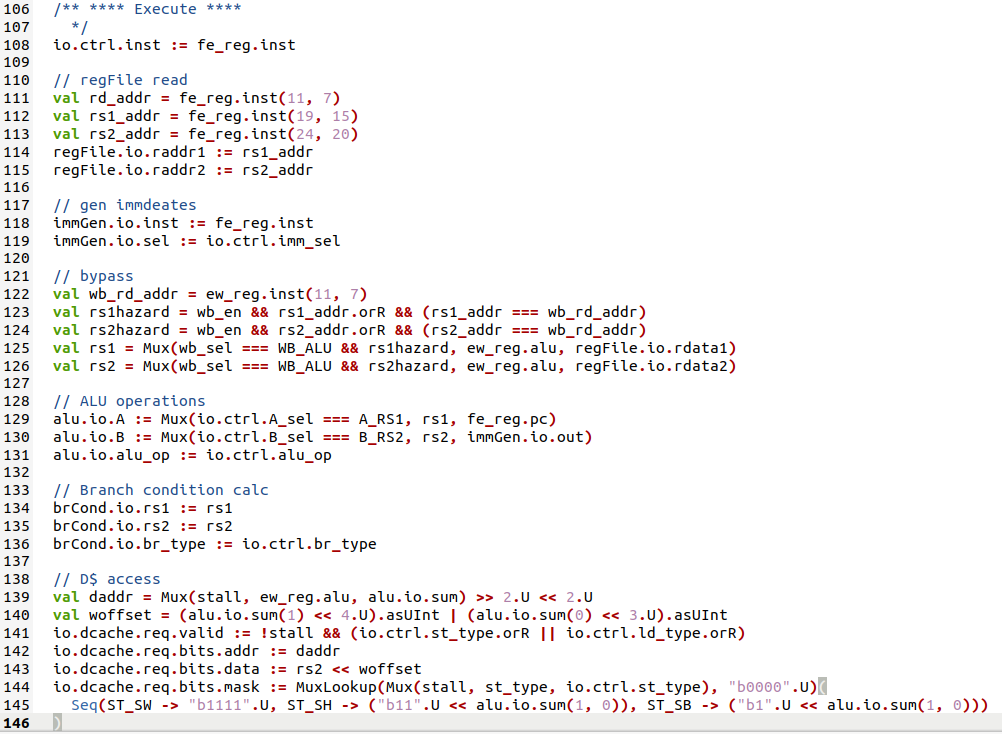 106 /** **** Execute ****
107 */
108 io.ctrl.inst := fe_reg.inst
109
110 // regFile read
111 val rd_addr = fe_reg.inst(11, 7)
112 val rs1_addr = fe_reg.inst(19, 15)
113 val rs2_addr = fe_reg.inst(24, 20)
114 regFile.io.raddr1 := rs1_addr
115 regFile.io.raddr2 := rs2_addr
116
117 // gen immdeates
118 immGen.io.inst := fe_reg.inst
119 immGen.io.sel := io.ctrl.imm_sel
120
121 // bypass
122 val wb_rd_addr = ew_reg.inst(11, 7)
123 val rs1hazard = wb_en && rs1_addr.orR && (rs1_addr === wb_rd_addr)
124 val rs2hazard = wb_en && rs2_addr.orR && (rs2_addr === wb_rd_addr)
125 val rs1 = Mux(wb_sel === WB_ALU && rs1hazard, ew_reg.alu, regFile.io.rdata1)
126 val rs2 = Mux(wb_sel === WB_ALU && rs2hazard, ew_reg.alu, regFile.io.rdata2)
127
128 // ALU operations
129 alu.io.A := Mux(io.ctrl.A_sel === A_RS1, rs1, fe_reg.pc)
130 alu.io.B := Mux(io.ctrl.B_sel === B_RS2, rs2, immGen.io.out)
131 alu.io.alu_op := io.ctrl.alu_op
132
133 // Branch condition calc
134 brCond.io.rs1 := rs1
135 brCond.io.rs2 := rs2
136 brCond.io.br_type := io.ctrl.br_type
137
138 // D$ access
139 val daddr = Mux(stall, ew_reg.alu, alu.io.sum) >> 2.U << 2.U
140 val woffset = (alu.io.sum(1) << 4.U).asUInt | (alu.io.sum(0) << 3.U).asUInt
141 io.dcache.req.valid := !stall && (io.ctrl.st_type.orR || io.ctrl.ld_type.orR)
142 io.dcache.req.bits.addr := daddr
143 io.dcache.req.bits.data := rs2 << woffset
144 io.dcache.req.bits.mask := MuxLookup(Mux(stall, st_type, io.ctrl.st_type), "b0000".U)(
145 Seq(ST_SW -> "b1111".U, ST_SH -> ("b11".U << alu.io.sum(1, 0)), ST_SB -> ("b1".U << alu.io.sum(1, 0)))
146 )